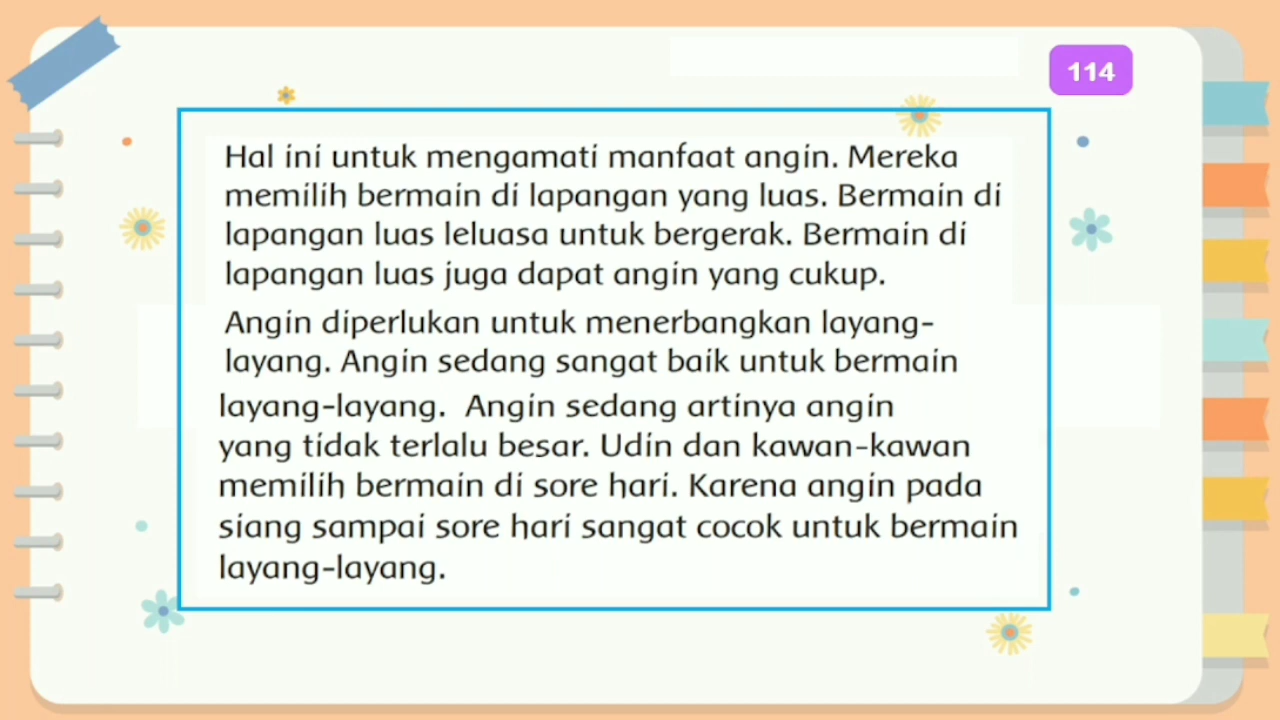 114
Hal ini untuk mengamati manfaat angin. Mereka
memilih bermain di lapangan yang luas. Bermain di
lapangan luas leluasa untuk bergerak. Bermain di
lapangan luas juga dapat angin yang cukup.
Angin diperlukan untuk menerbangkan layang-
layang. Angin sedang sangat baik untuk bermain
layang-layang. Angin sedang artinya angin
yang tidak terlalu besar. Udin dan kawan-kawan
memilih bermain di sore hari. Karena angin pada
siang sampai sore hari sangat cocok untuk bermain
layang-layang.